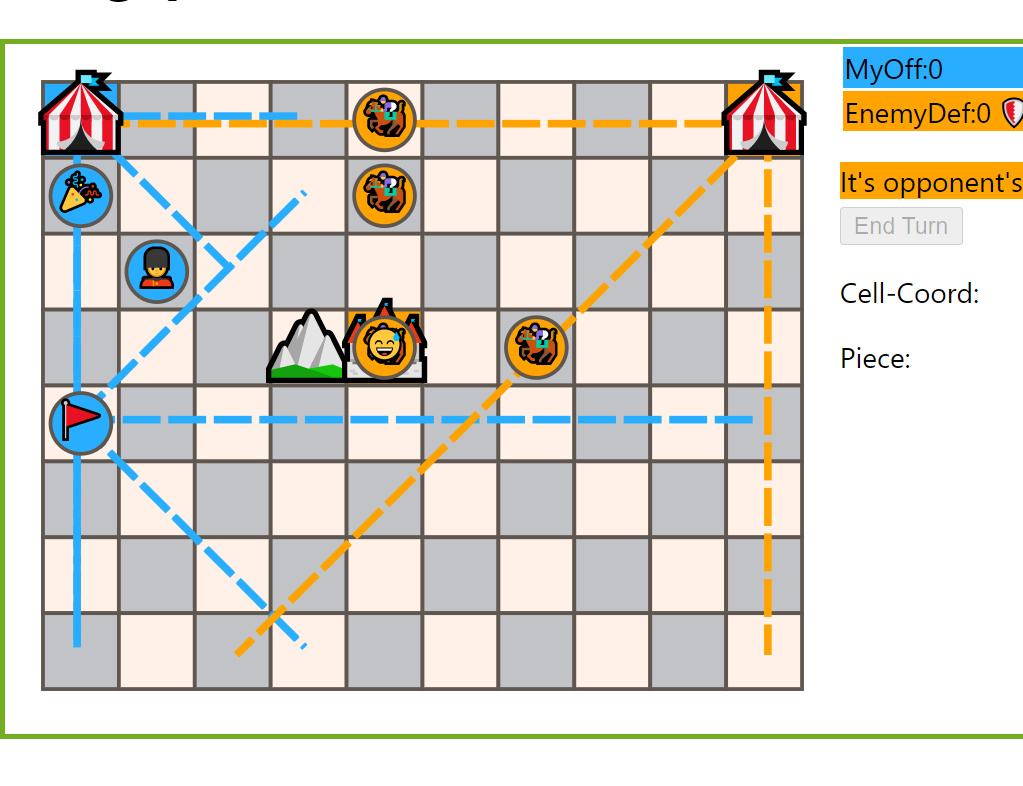 MyOff:0
EnemyDef:0
It's opponent's
End Turn
Cell-Coord:
Piece: